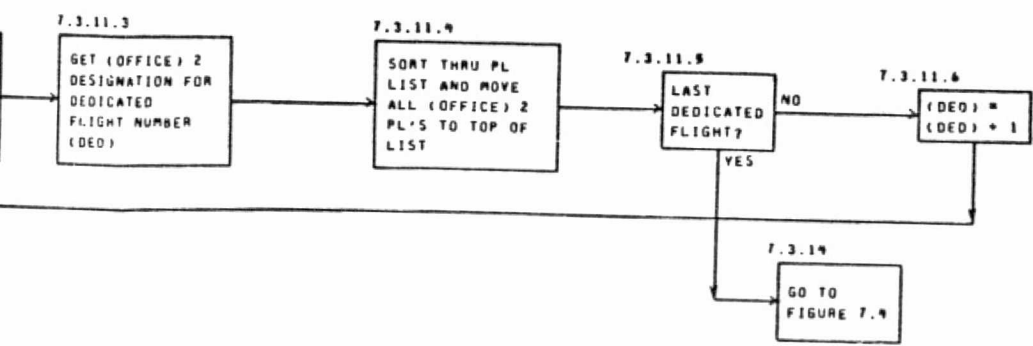 7.3.11.3
GET (OFFICE) 2
DESIGNATION FOR
DEDICATED
FLIGHT NUMBER
(DED)
7.3.11.4
SORT THRU PL
LIST AND MOVE
ALL (OFFICE) 2
PL'S TO TOP OF
LIST
7.3.11.5
LAST
DEDICATED
FLIGHT?
NO
YES
7.3.11.6
(DED) =
(DED) + 1
7.3.14
GO TO
FIGURE 7.4